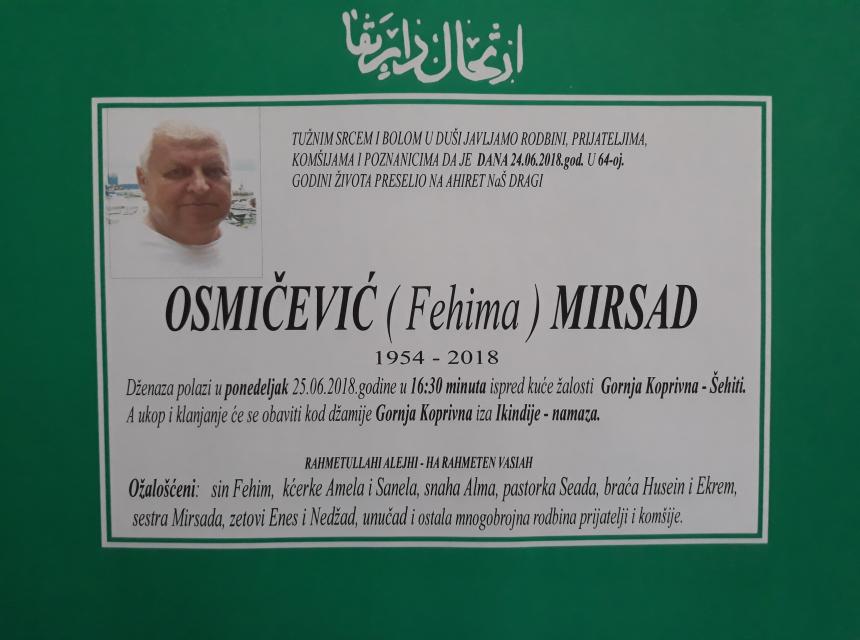 ارتحال دار بقا
TUŽNIM SRCEM I BOLOM U DUŠI JAVLJAMO RODBINI, PRIJATELJIMA,
KOMŠIJAMA I POZNANICIMA DA JE DANA 24.06.2018.god. U 64-oj.
GODINI ŽIVOTA PRESELIO NA AHIRET NaŠ DRAGI
OSMIČEVIĆ ( Fehima ) MIRSAD
1954 - 2018
Dženaza polazi u ponedeljak 25.06.2018.godine u 16:30 minuta ispred kuće žalosti Gornja Koprivna - Šehiti.
A ukop i klanjanje će se obaviti kod džamije Gornja Koprivna iza Ikindije - namaza.
RAHMETULLAHI ALEJHI - HA RAHMETEN VASIAH
Ožalošćeni: sin Fehim, kćerke Amela i Sanela, snaha Alma, pastorka Seada, braća Husein i Ekrem,
sestra Mirsada, zetovi Enes i Nedžad, unučad i ostala mnogobrojna rodbina prijatelji i komšije.